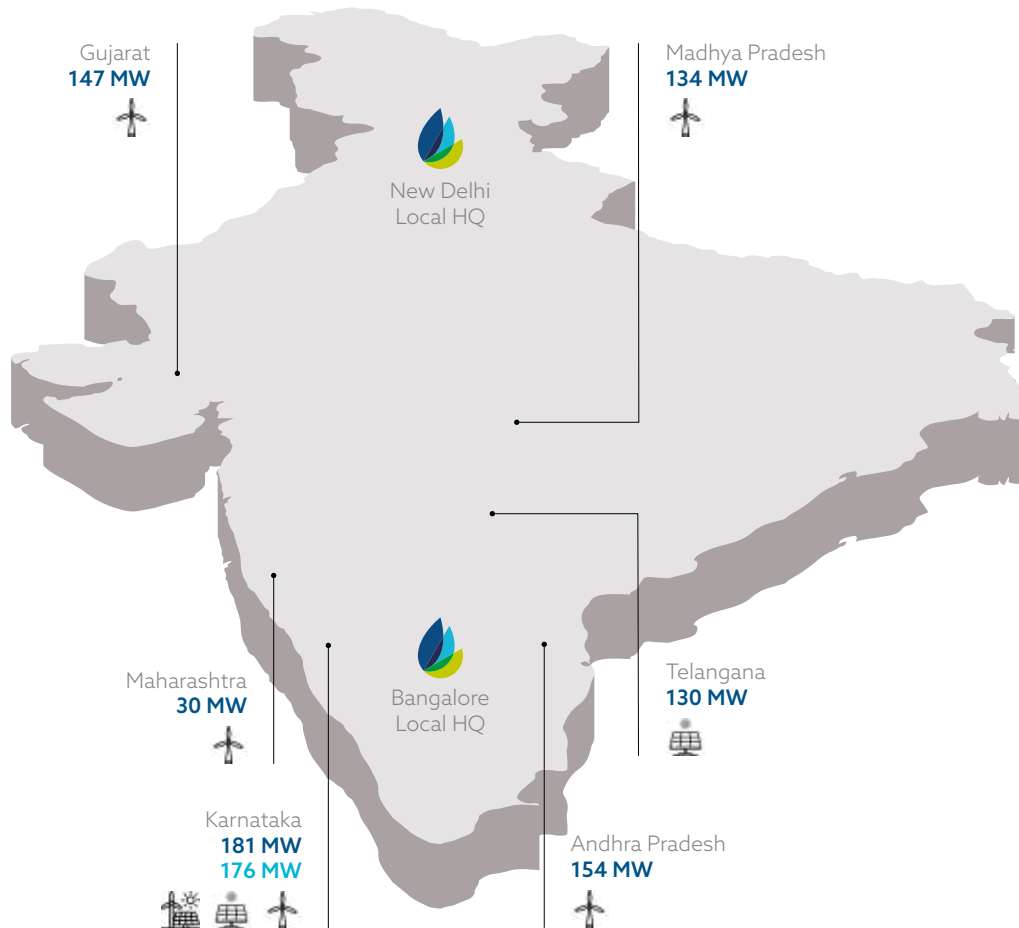 Gujarat
147 MW
Madhya Pradesh
134 MW
New Delhi
Local HQ
Maharashtra
30 MW
Bangalore
Local HQ
Telangana
130 MW
Karnataka
181 MW
176 MW
Andhra Pradesh
154 MW